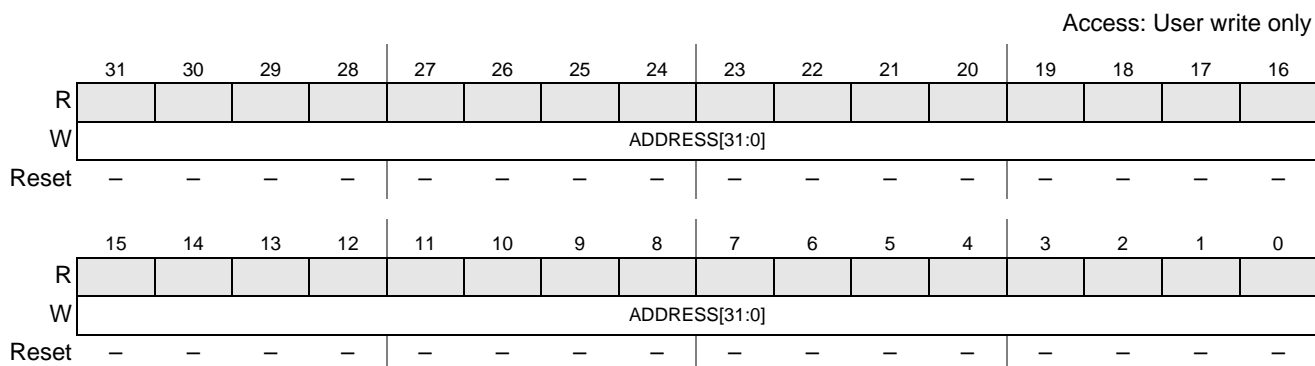 Access: User write only
31 30 29 28 27 26 25 24 23 22 21 20 19 18 17 16
R
W ADDRESS[31:0]
Reset – – – – – – – – – – – – – – – –
15 14 13 12 11 10 9 8 7 6 5 4 3 2 1 0
R
W ADDRESS[31:0]
Reset – – – – – – – – – – – – – – – –